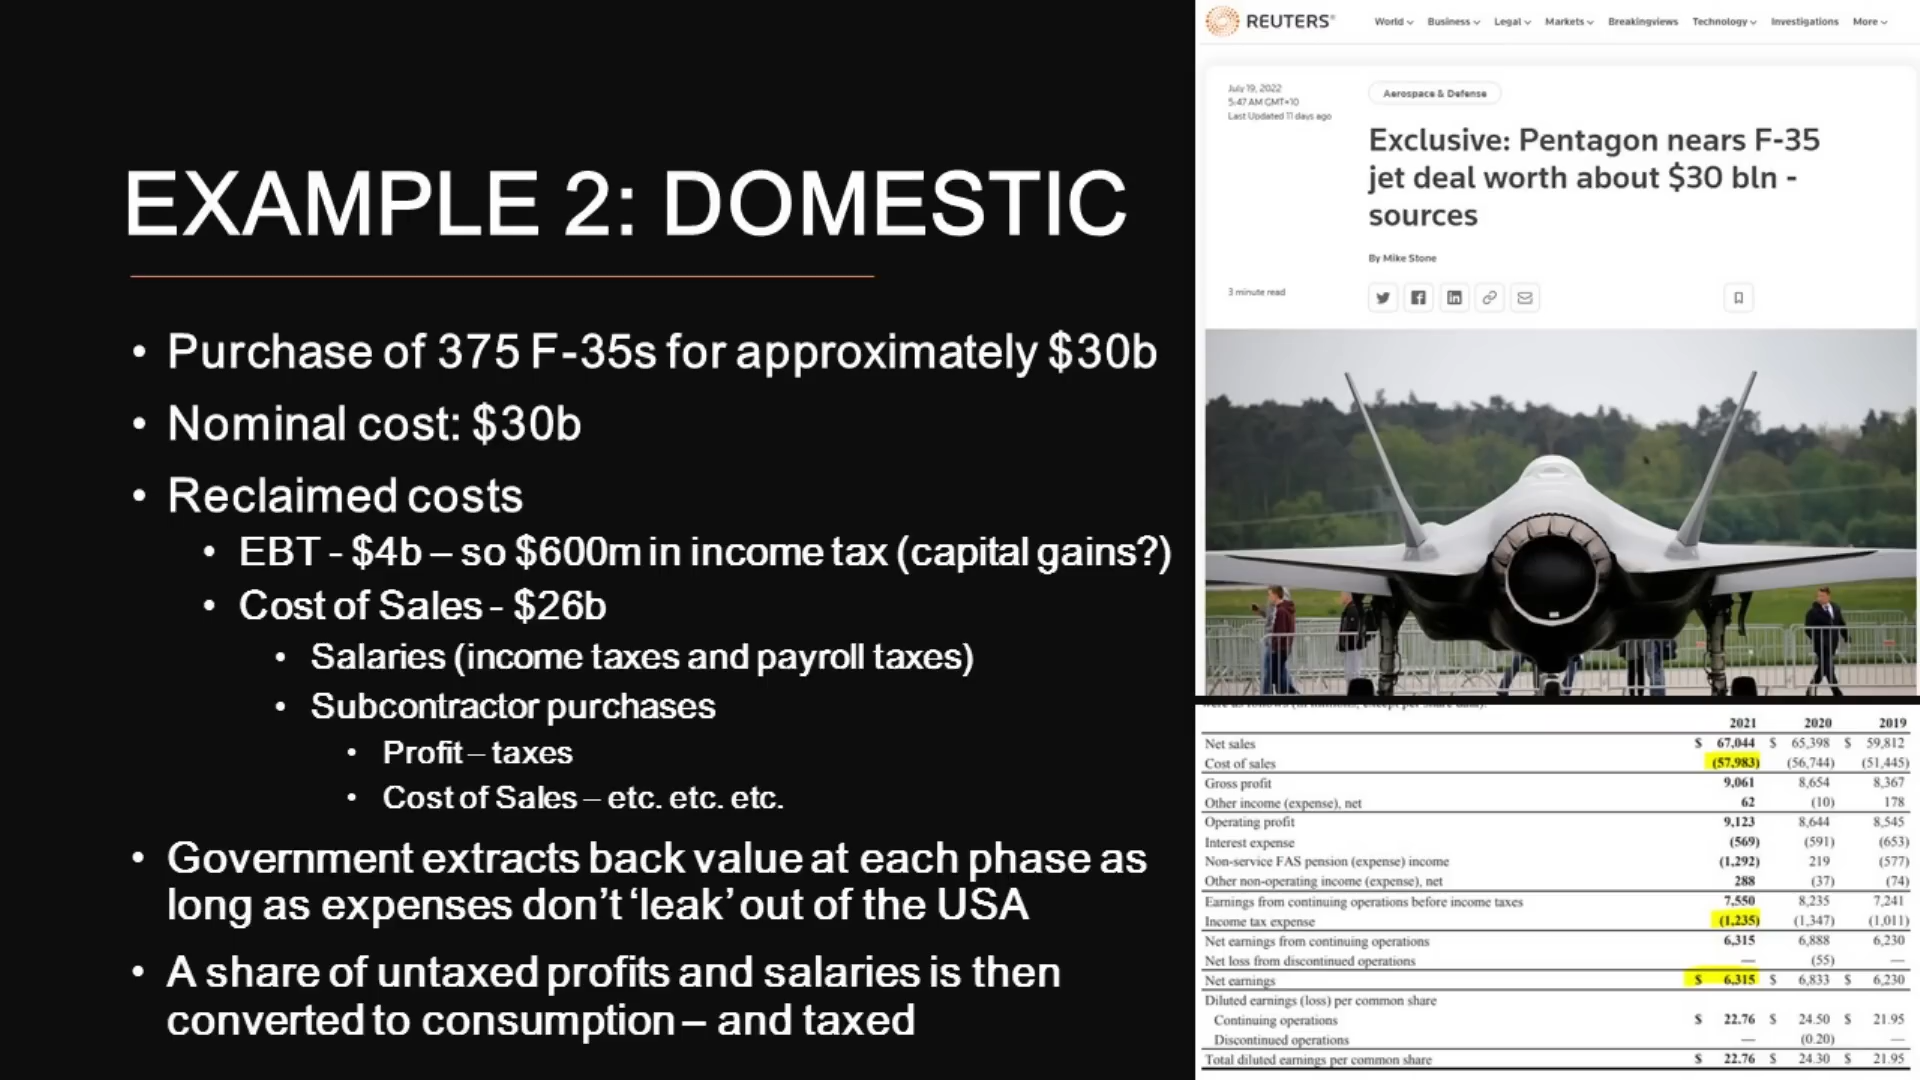 EXAMPLE 2: DOMESTIC
• Purchase of 375 F-35s for approximately $30b
• Nominal cost: $30b
• Reclaimed costs
• EBT - $4b – so $600m in income tax (capital gains?)
• Cost of Sales - $26b
• Salaries (income taxes and payroll taxes)
• Subcontractor purchases
• Profit – taxes
• Cost of Sales – etc. etc. etc.
• Government extracts back value at each phase as
long as expenses don't 'leak' out of the USA
• A share of untaxed profits and salaries is then
converted to consumption – and taxed
REUTERS®
World Business Legal Markets Breakingviews Technology Investigations More
July 19, 2022
5:47 AM GMT+10
Last Updated 11 days ago
Aerospace & Defense
Exclusive: Pentagon nears F-35
jet deal worth about $30 bln -
sources
By Mike Stone
3 minute read
2021 2020 2019
Net sales $ 67,044 $ 65,398 $ 59,812
Cost of sales (57,983) (56,744) (51,445)
Gross profit 9,061 8,654 8,367
Other income (expense), net 62 (10) 178
Operating profit 9,123 8,644 8,545
Interest expense (569) (591) (653)
Non-service FAS pension (expense) income (1,292) 219 (577)
Other non-operating income (expense), net 288 (37) (74)
Earnings from continuing operations before income taxes 7,550 8,235 7,241
Income tax expense (1,235) (1,347) (1,011)
Net earnings from continuing operations 6,315 6,888 6,230
Net loss from discontinued operations — (55) —
Net earnings $ 6,315 $ 6,833 $ 6,230
Diluted earnings (loss) per common share
Continuing operations $ 22.76 $ 24.50 $ 21.95
Discontinued operations — (0.20) —
Total diluted earnings per common share $ 22.76 $ 24.30 $ 21.95